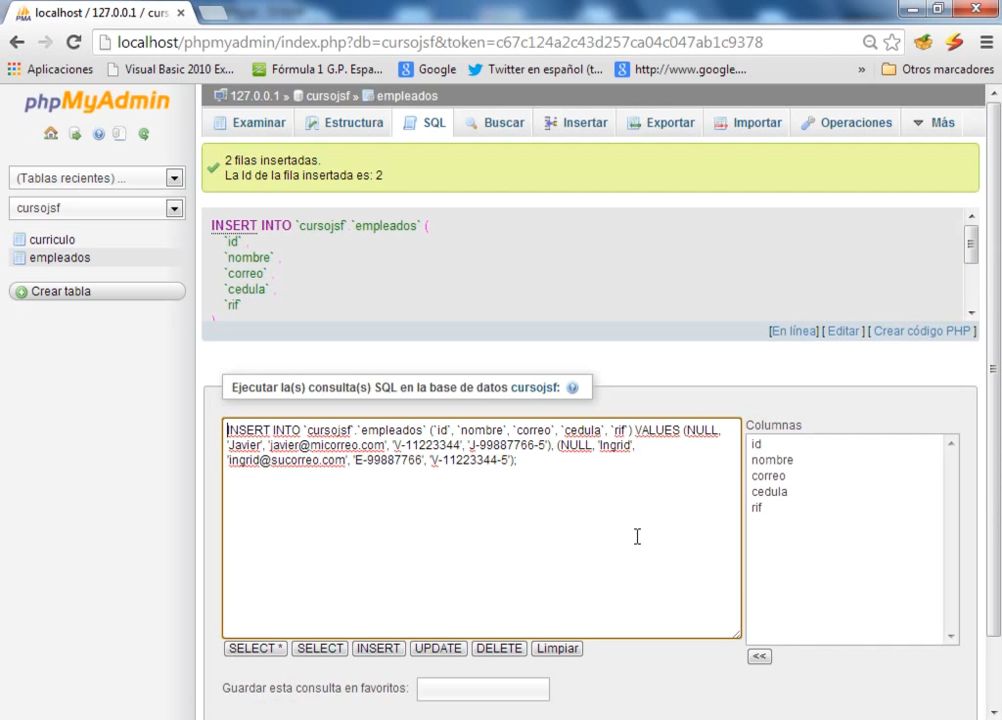 localhost / 127.0.0.1 / curs
localhost/phpmyadmin/index.php?db=cursojsf&token=c67c124a2c43d257ca04c047ab1c9378
Aplicaciones
Visual Basic 2010 Ex...
Fórmula 1 G.P. Espa...
Google
Twitter en español (t...
http://www.google....
»
Otros marcadores
phpMyAdmin
127.0.0.1 » cursojsf » empleados
Examinar
Estructura
SQL
Buscar
Insertar
Exportar
Importar
Operaciones
Más
(Tablas recientes) ...
cursojsf
curriculo
empleados
Crear tabla
2 filas insertadas.
La Id de la fila insertada es: 2
INSERT INTO `cursojsf`.`empleados` (
`id` ,
`nombre` ,
`correo` ,
`cedula` ,
`rif`
)
[En línea] [ Editar ] [ Crear código PHP ]
Ejecutar la(s) consulta(s) SQL en la base de datos cursojsf:
INSERT INTO `cursojsf`.`empleados` (`id`, `nombre`, `correo`, `cedula`, `rif`) VALUES (NULL,
'Javier', 'javier@micorreo.com', 'V-11223344', 'J-99887766-5'), (NULL, 'Ingrid',
'ingrid@sucorreo.com', 'E-99887766', 'V-11223344-5');
Columnas
id
nombre
correo
cedula
rif
SELECT *
SELECT
INSERT
UPDATE
DELETE
Limpiar
<<
Guardar esta consulta en favoritos: